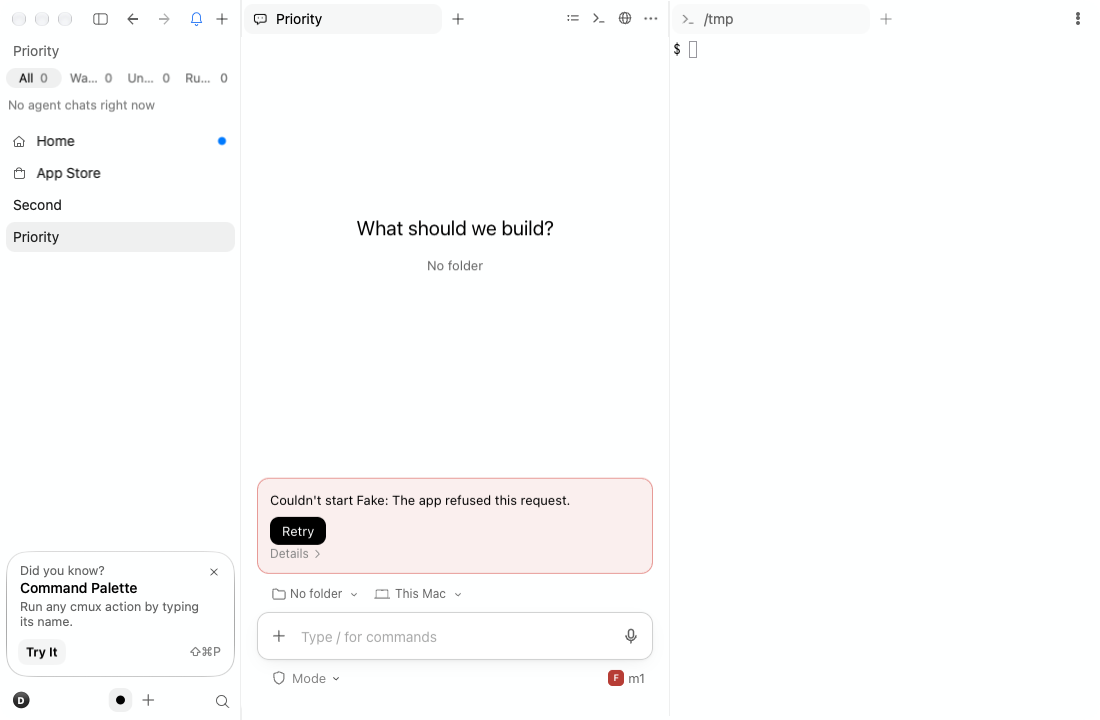 Priority
All 0
Wa... 0
Un... 0
Ru... 0
No agent chats right now
Home
App Store
Second
Priority
Did you know?
Command Palette
Run any cmux action by typing
its name.
Try It
⇧⌘P
D
Priority
What should we build?
No folder
Couldn't start Fake: The app refused this request.
Retry
Details
No folder
This Mac
Type / for commands
Mode
F m1
/tmp
$